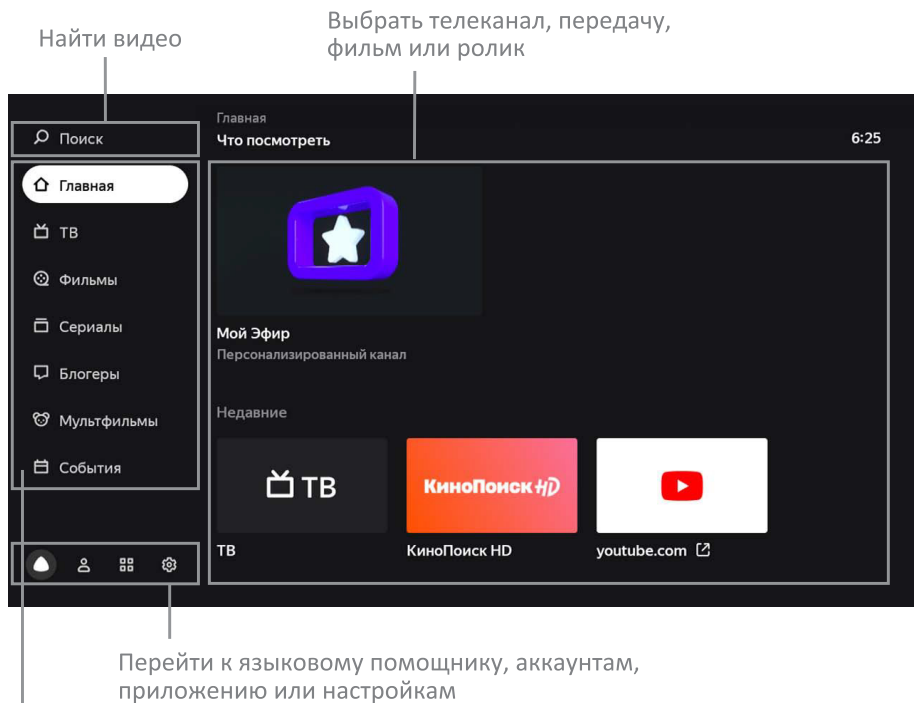 Найти видео
Выбрать телеканал, передачу,
фильм или ролик
Поиск
Главная
Что посмотреть
6:25
Главная
ТВ
Фильмы
Сериалы
Блогеры
Мультфильмы
События
Мой Эфир
Персонализированный канал
Недавние
ТВ
КиноПоиск HD
ТВ
КиноПоиск HD
youtube.com
Перейти к языковому помощнику, аккаунтам,
приложению или настройкам